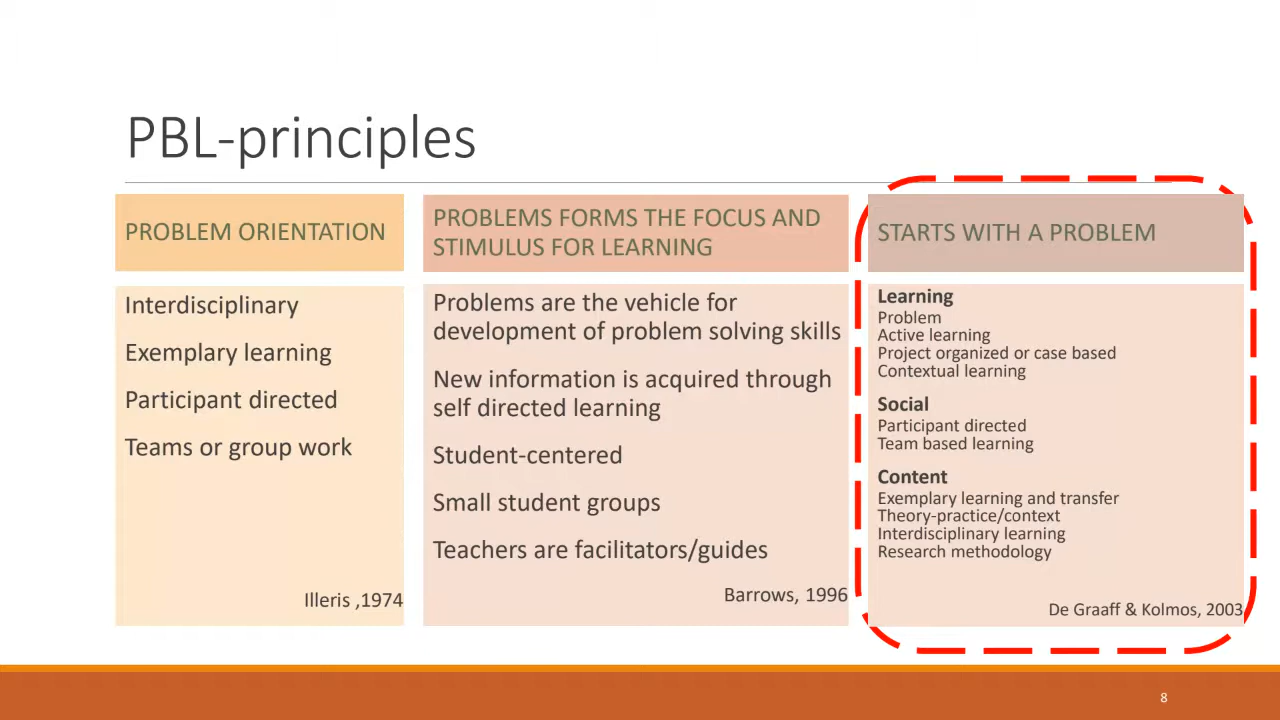 PBL-principles
PROBLEM ORIENTATION
Interdisciplinary
Exemplary learning
Participant directed
Teams or group work
Illeris ,1974
PROBLEMS FORMS THE FOCUS AND
STIMULUS FOR LEARNING
Problems are the vehicle for
development of problem solving skills
New information is acquired through
self directed learning
Student-centered
Small student groups
Teachers are facilitators/guides
Barrows, 1996
STARTS WITH A PROBLEM
Learning
Problem
Active learning
Project organized or case based
Contextual learning
Social
Participant directed
Team based learning
Content
Exemplary learning and transfer
Theory-practice/context
Interdisciplinary learning
Research methodology
De Graaff & Kolmos, 2003
8